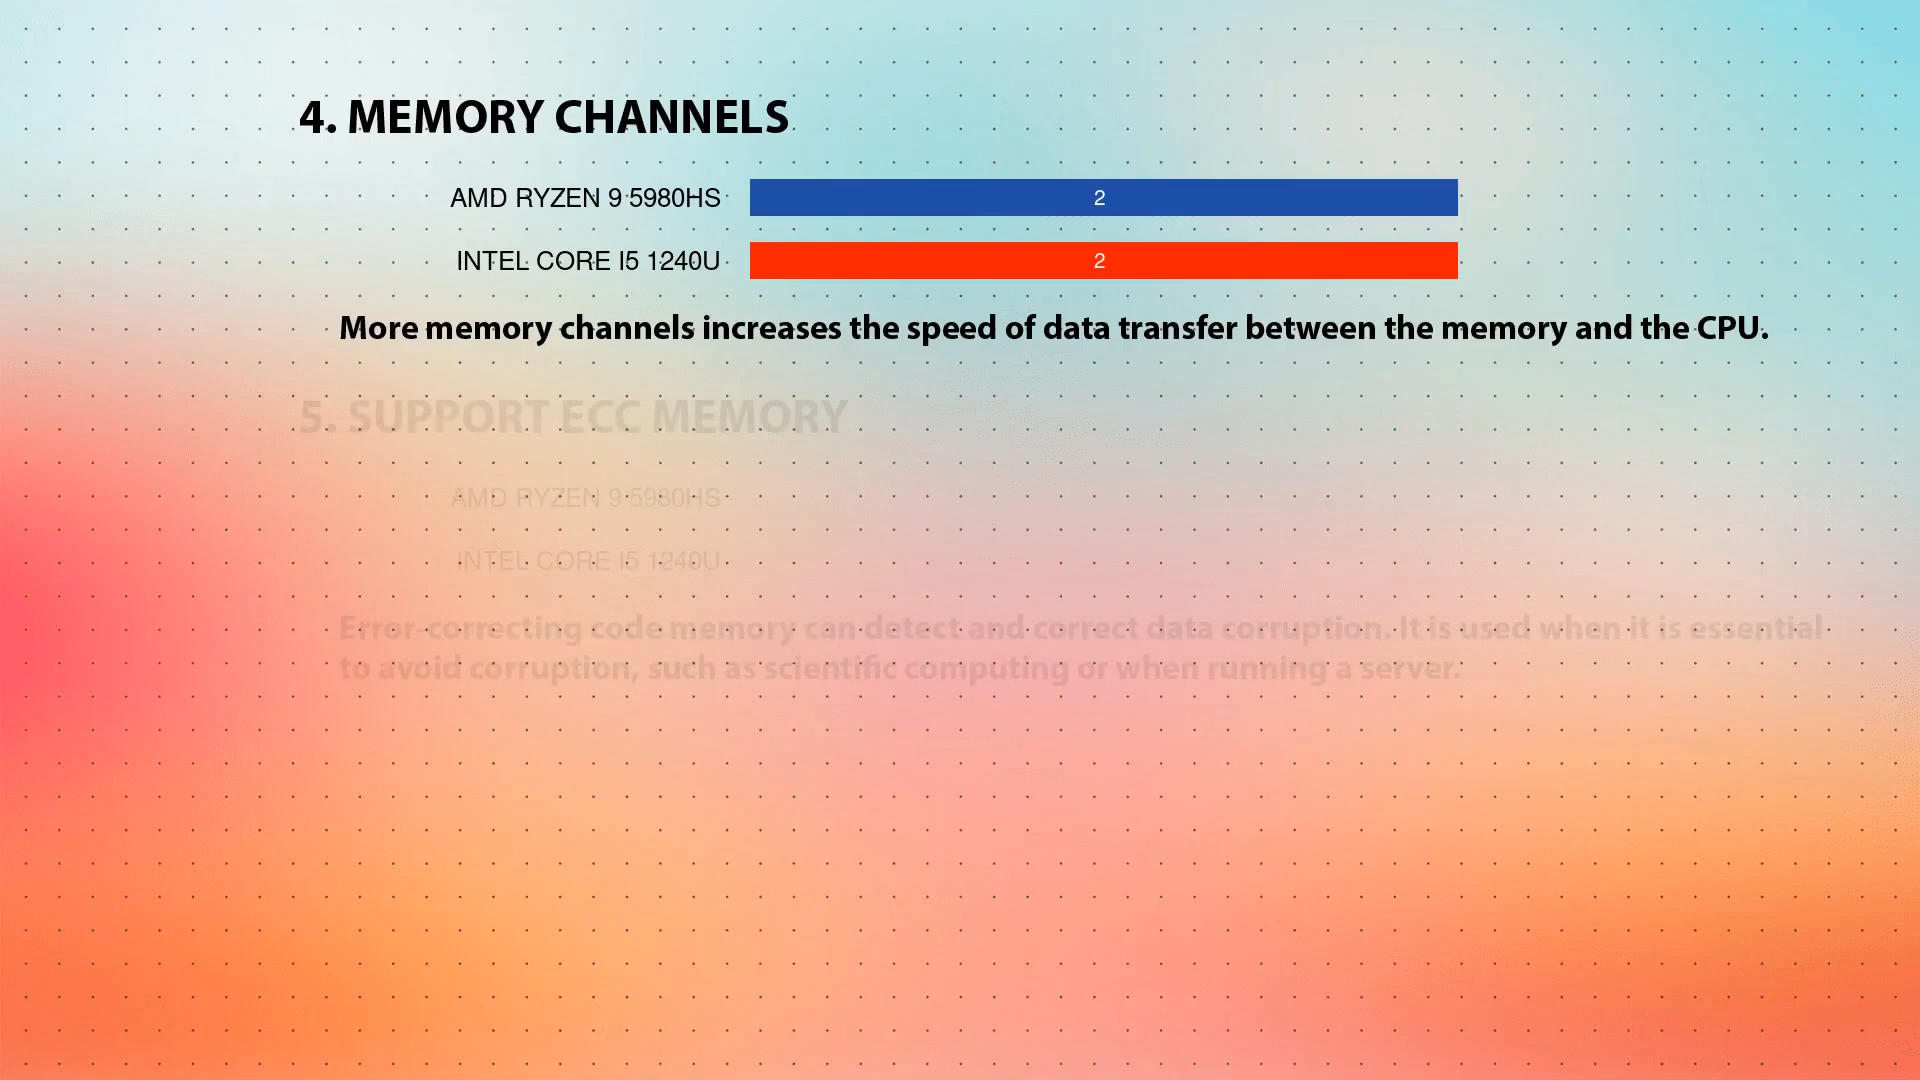 4. MEMORY CHANNELS
AMD RYZEN 9 5980HS
2
INTEL CORE I5 1240U
2
More memory channels increases the speed of data transfer between the memory and the CPU.
5. SUPPORT ECC MEMORY
AMD RYZEN 9 5980HS
INTEL CORE I5 1240U
Error-correcting code memory can detect and correct data corruption. It is used when it is essential
to avoid corruption, such as scientific computing or when running a server.